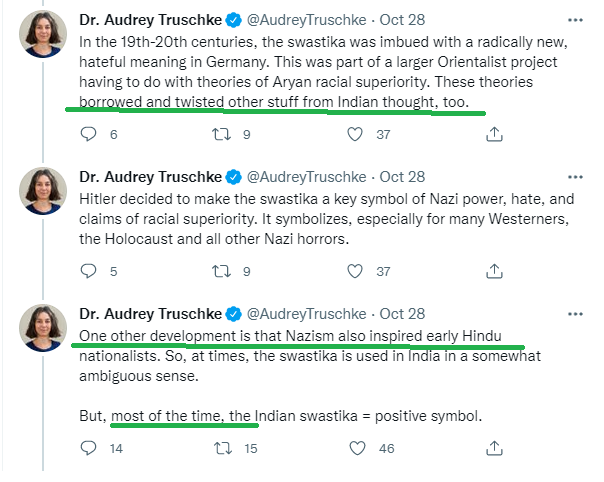 Dr. Audrey Truschke @AudreyTruschke · Oct 28
In the 19th-20th centuries, the swastika was imbued with a radically new,
hateful meaning in Germany. This was part of a larger Orientalist project
having to do with theories of Aryan racial superiority. These theories
borrowed and twisted other stuff from Indian thought, too.
6 9 37
Dr. Audrey Truschke @AudreyTruschke · Oct 28
Hitler decided to make the swastika a key symbol of Nazi power, hate, and
claims of racial superiority. It symbolizes, especially for many Westerners,
the Holocaust and all other Nazi horrors.
5 9 37
Dr. Audrey Truschke @AudreyTruschke · Oct 28
One other development is that Nazism also inspired early Hindu
nationalists. So, at times, the swastika is used in India in a somewhat
ambiguous sense.
But, most of the time, the Indian swastika = positive symbol.
14 15 46